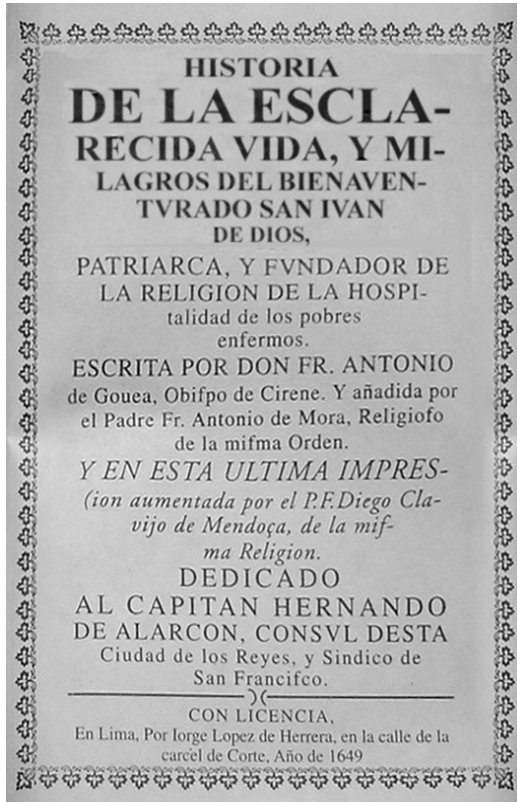 HISTORIA
DE LA ESCLA-
RECIDA VIDA, Y MI-
LAGROS DEL BIENAVEN-
TVRADO SAN IVAN
DE DIOS,
PATRIARCA, Y FVNDADOR DE
LA RELIGION DE LA HOSPI-
talidad de los pobres
enfermos.
ESCRITA POR DON FR. ANTONIO
de Gouea, Obifpo de Cirene. Y añadida por
el Padre Fr. Antonio de Mora, Religiofo
de la mifma Orden.
Y EN ESTA ULTIMA IMPRES-
(ion aumentada por el P.F.Diego Cla-
vijo de Mendoça, de la mif-
ma Religion.
DEDICADO
AL CAPITAN HERNANDO
DE ALARCON, CONSVL DESTA
Ciudad de los Reyes, y Sindico de
San Francifco.
CON LICENCIA,
En Lima, Por Iorge Lopez de Herrera, en la calle de la
carcel de Corte, Año de 1649